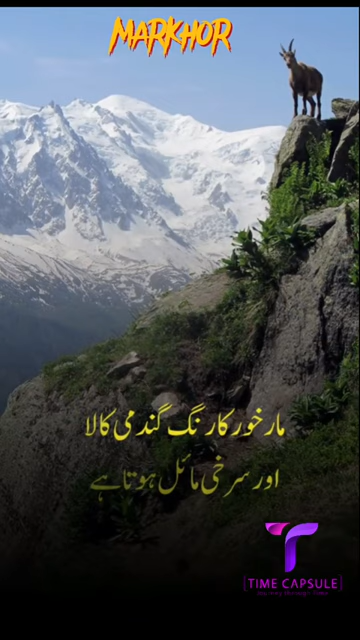 MARKHOR
مارخور کا رنگ گندمی کالا
اور سرخی مائل ہوتا ہے
TIME CAPSULE